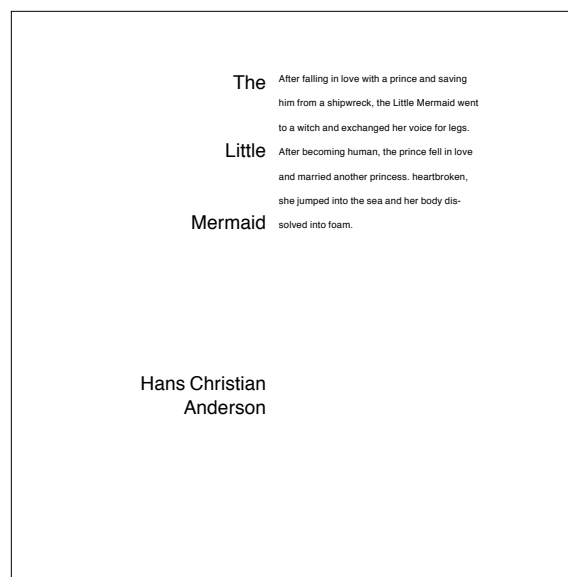 The
Little
Mermaid
After falling in love with a prince and saving
him from a shipwreck, the Little Mermaid went
to a witch and exchanged her voice for legs.
After becoming human, the prince fell in love
and married another princess. heartbroken,
she jumped into the sea and her body dis-
solved into foam.
Hans Christian
Anderson